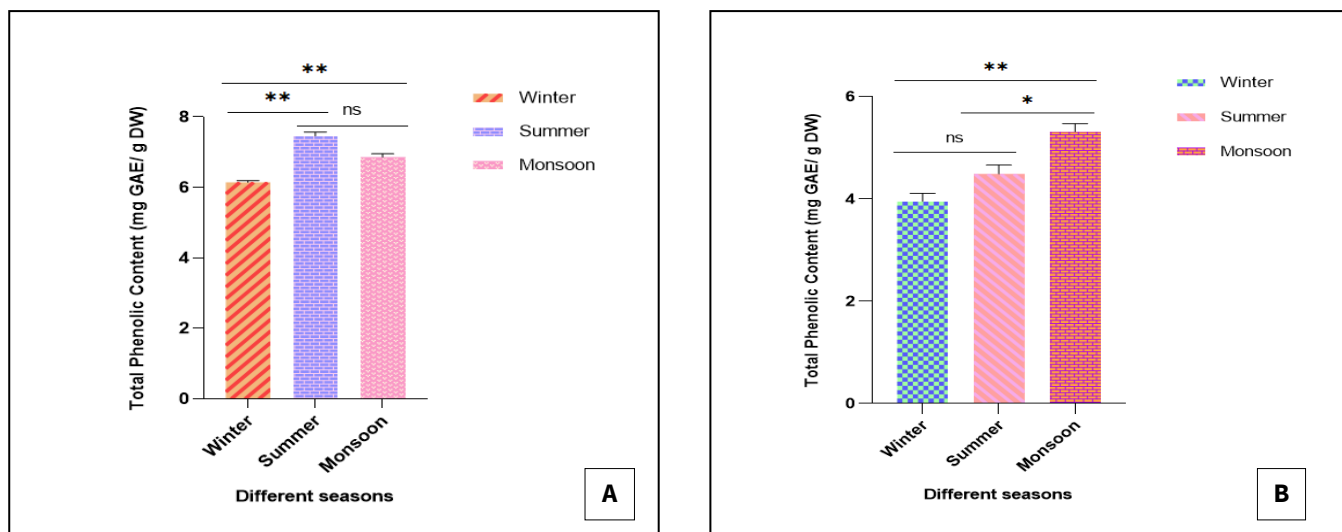 **
**
ns
Total Phenolic Content (mg GAE/ g DW)
8
6
4
2
0
Winter
Summer
Monsoon
Different seasons
Winter
Summer
Monsoon
A
**
*
ns
Total Phenolic Content (mg GAE/ g DW)
6
4
2
0
Winter
Summer
Monsoon
Different seasons
Winter
Summer
Monsoon
B